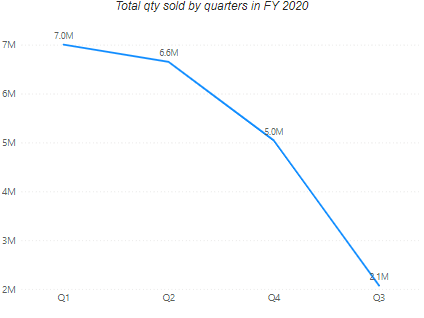 Total qty sold by quarters in FY 2020
7M
6M
5M
4M
3M
2M
7.0M
6.6M
5.0M
2.1M
Q1 Q2 Q4 Q3